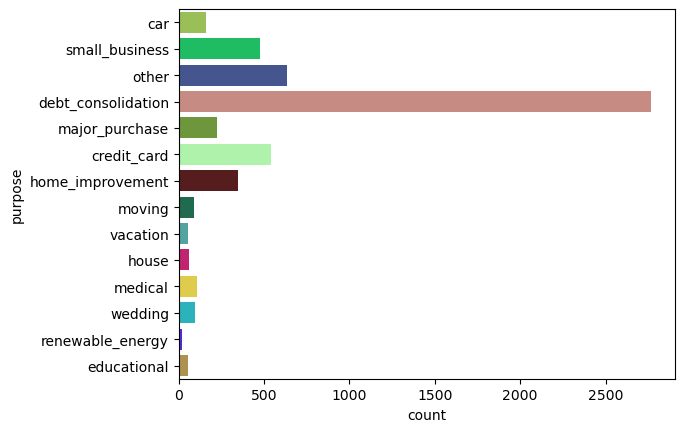 car
small_business
other
debt_consolidation
major_purchase
credit_card
home_improvement
moving
vacation
house
medical
wedding
renewable_energy
educational
purpose
0 500 1000 1500 2000 2500
count